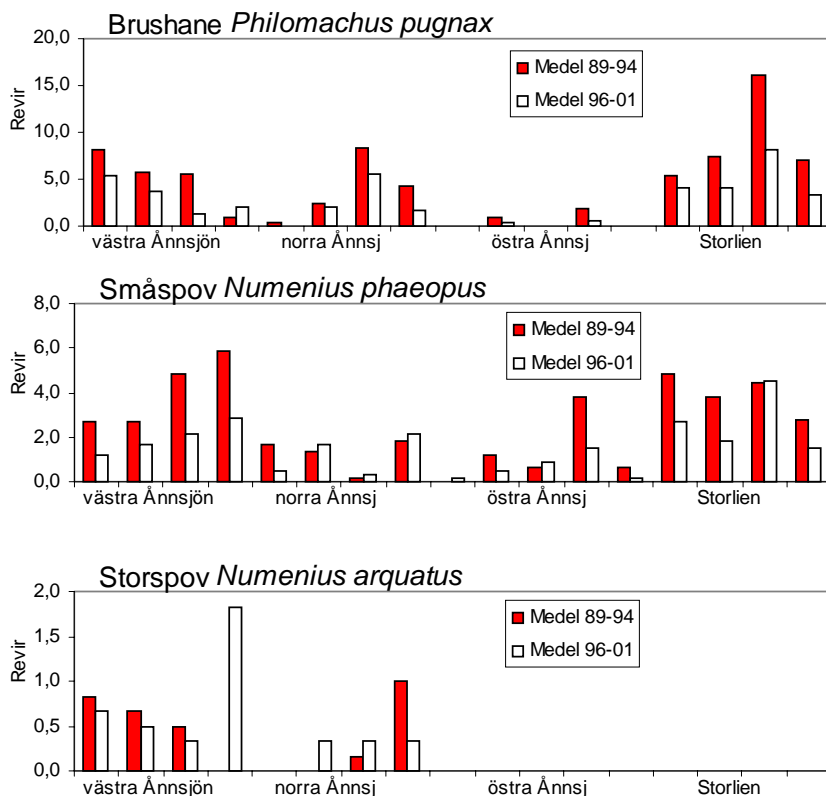 Brushane Philomachus pugnax
20,0
15,0
10,0
5,0
0,0
Revir
Medel 89-94
Medel 96-01
västra Ånnsjön norra Ånnsj östra Ånnsj Storlien
Småspov Numenius phaeopus
8,0
6,0
4,0
2,0
0,0
Revir
Medel 89-94
Medel 96-01
västra Ånnsjön norra Ånnsj östra Ånnsj Storlien
Storspov Numenius arquatus
2,0
1,5
1,0
0,5
0,0
Revir
Medel 89-94
Medel 96-01
västra Ånnsjön norra Ånnsj östra Ånnsj Storlien